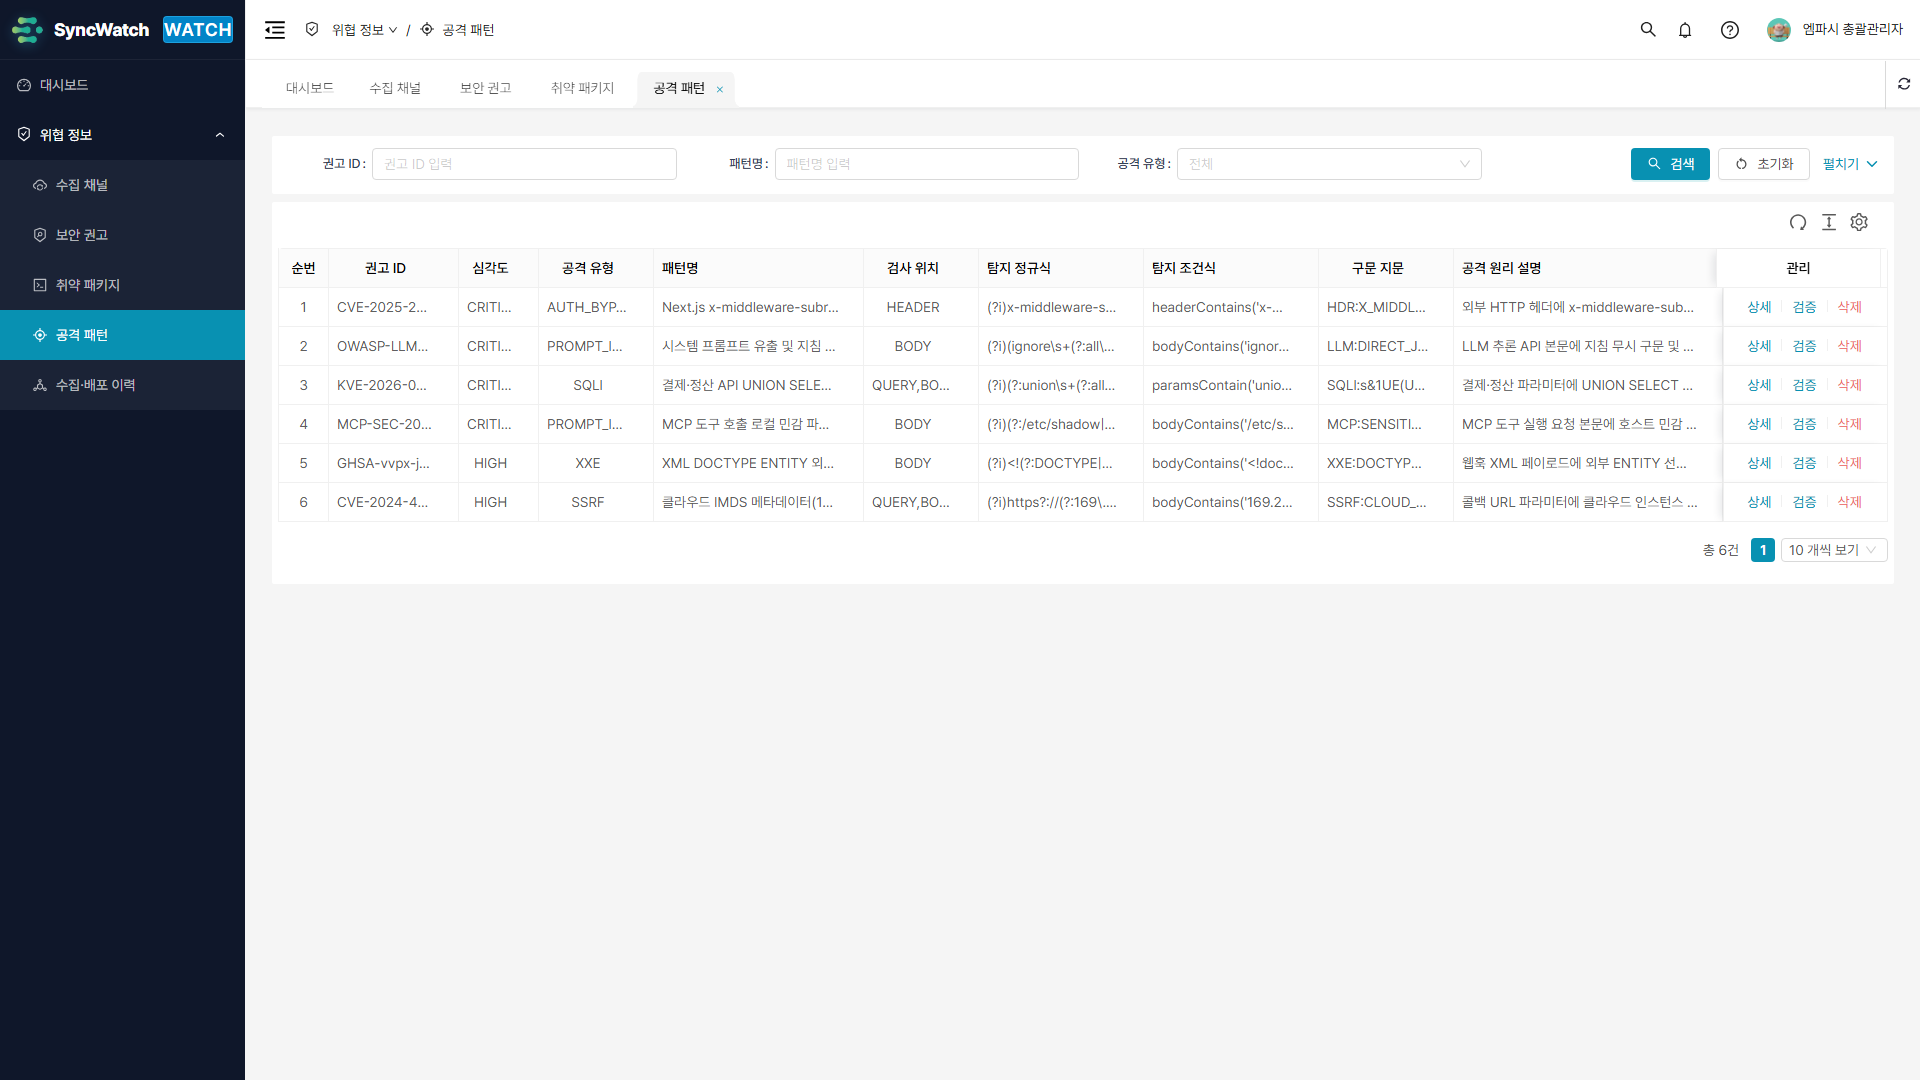 SyncWatch WATCH
위협 정보 / 공격 패턴
엠파시 총괄관리자
대시보드
위협 정보
수집 채널
보안 권고
취약 패키지
공격 패턴
수집·배포 이력
대시보드 수집 채널 보안 권고 취약 패키지 공격 패턴
권고 ID : 권고 ID 입력 패턴명 : 패턴명 입력 공격 유형 : 전체 검색 초기화 펼치기
순번 권고 ID 심각도 공격 유형 패턴명 검사 위치 탐지 정규식 탐지 조건식 구문 지문 공격 원리 설명 관리
1 CVE-2025-2... CRITI... AUTH_BYP... Next.js x-middleware-subr... HEADER (?i)x-middleware-s... headerContains('x-... HDR:X_MIDDL... 외부 HTTP 헤더에 x-middleware-sub... 상세 검증 삭제
2 OWASP-LLM... CRITI... PROMPT_I... 시스템 프롬프트 유출 및 지침 ... BODY (?i)(ignore\s+(?:all\... bodyContains('ignor... LLM:DIRECT_J... LLM 추론 API 본문에 지침 무시 구문 및 ... 상세 검증 삭제
3 KVE-2026-0... CRITI... SQLI 결제·정산 API UNION SELE... QUERY,BO... (?i)(?:union\s+(?:all... paramsContain('unio... SQLI:s&1UE(U... 결제·정산 파라미터에 UNION SELECT ... 상세 검증 삭제
4 MCP-SEC-20... CRITI... PROMPT_I... MCP 도구 호출 로컬 민감 파... BODY (?i)(?:/etc/shadow|... bodyContains('/etc/s... MCP:SENSITI... MCP 도구 실행 요청 본문에 호스트 민감 ... 상세 검증 삭제
5 GHSA-vvpx-j... HIGH XXE XML DOCTYPE ENTITY 외... BODY (?i)<!(?:DOCTYPE|... bodyContains('<!doc... XXE:DOCTYP... 웹훅 XML 페이로드에 외부 ENTITY 선... 상세 검증 삭제
6 CVE-2024-4... HIGH SSRF 클라우드 IMDS 메타데이터(1... QUERY,BO... (?i)https?://(?:169\.... bodyContains('169.2... SSRF:CLOUD_... 콜백 URL 파라미터에 클라우드 인스턴스 ... 상세 검증 삭제
총 6건 1 10 개씩 보기